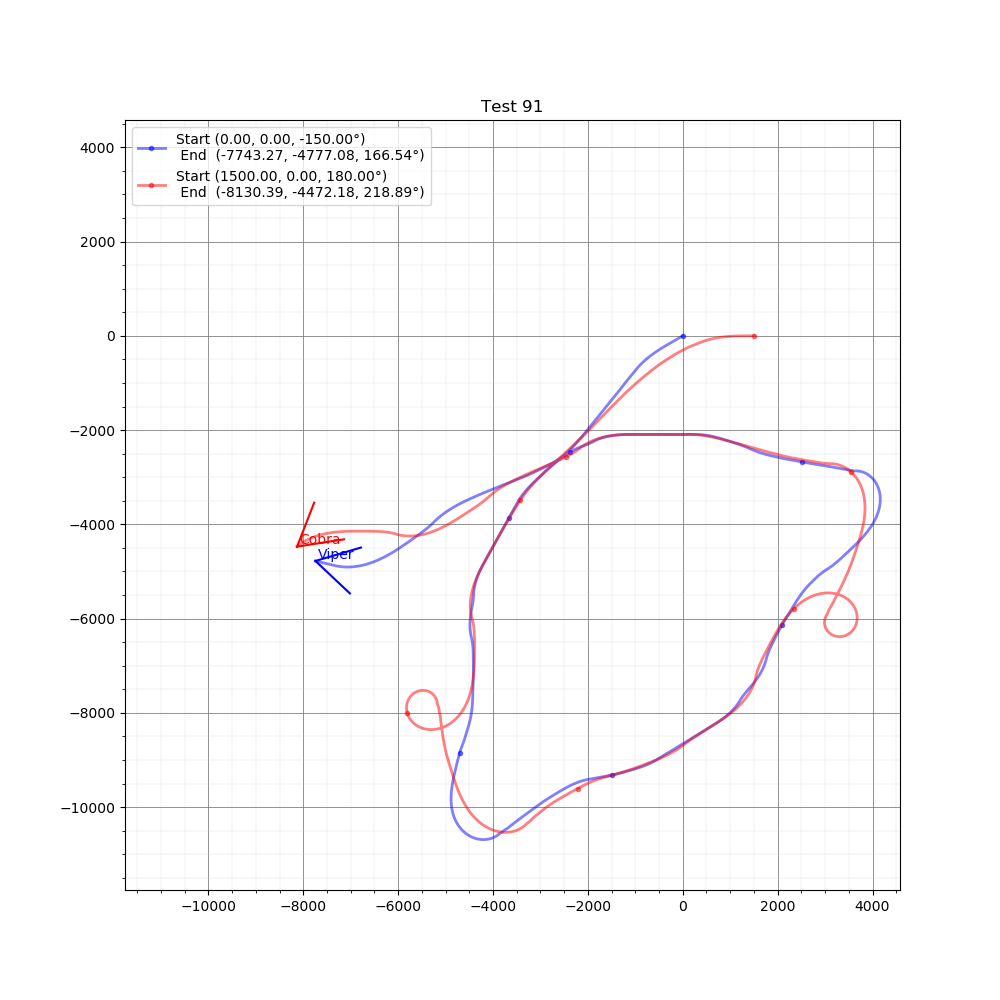 Test 91
Start (0.00, 0.00, -150.00°)
End  (-7743.27, -4777.08, 166.54°)
Start (1500.00, 0.00, 180.00°)
End  (-8130.39, -4472.18, 218.89°)
4000
2000
0
−2000
−4000
−6000
−8000
−10000
Cobra
Viper
−10000 −8000 −6000 −4000 −2000 0 2000 4000